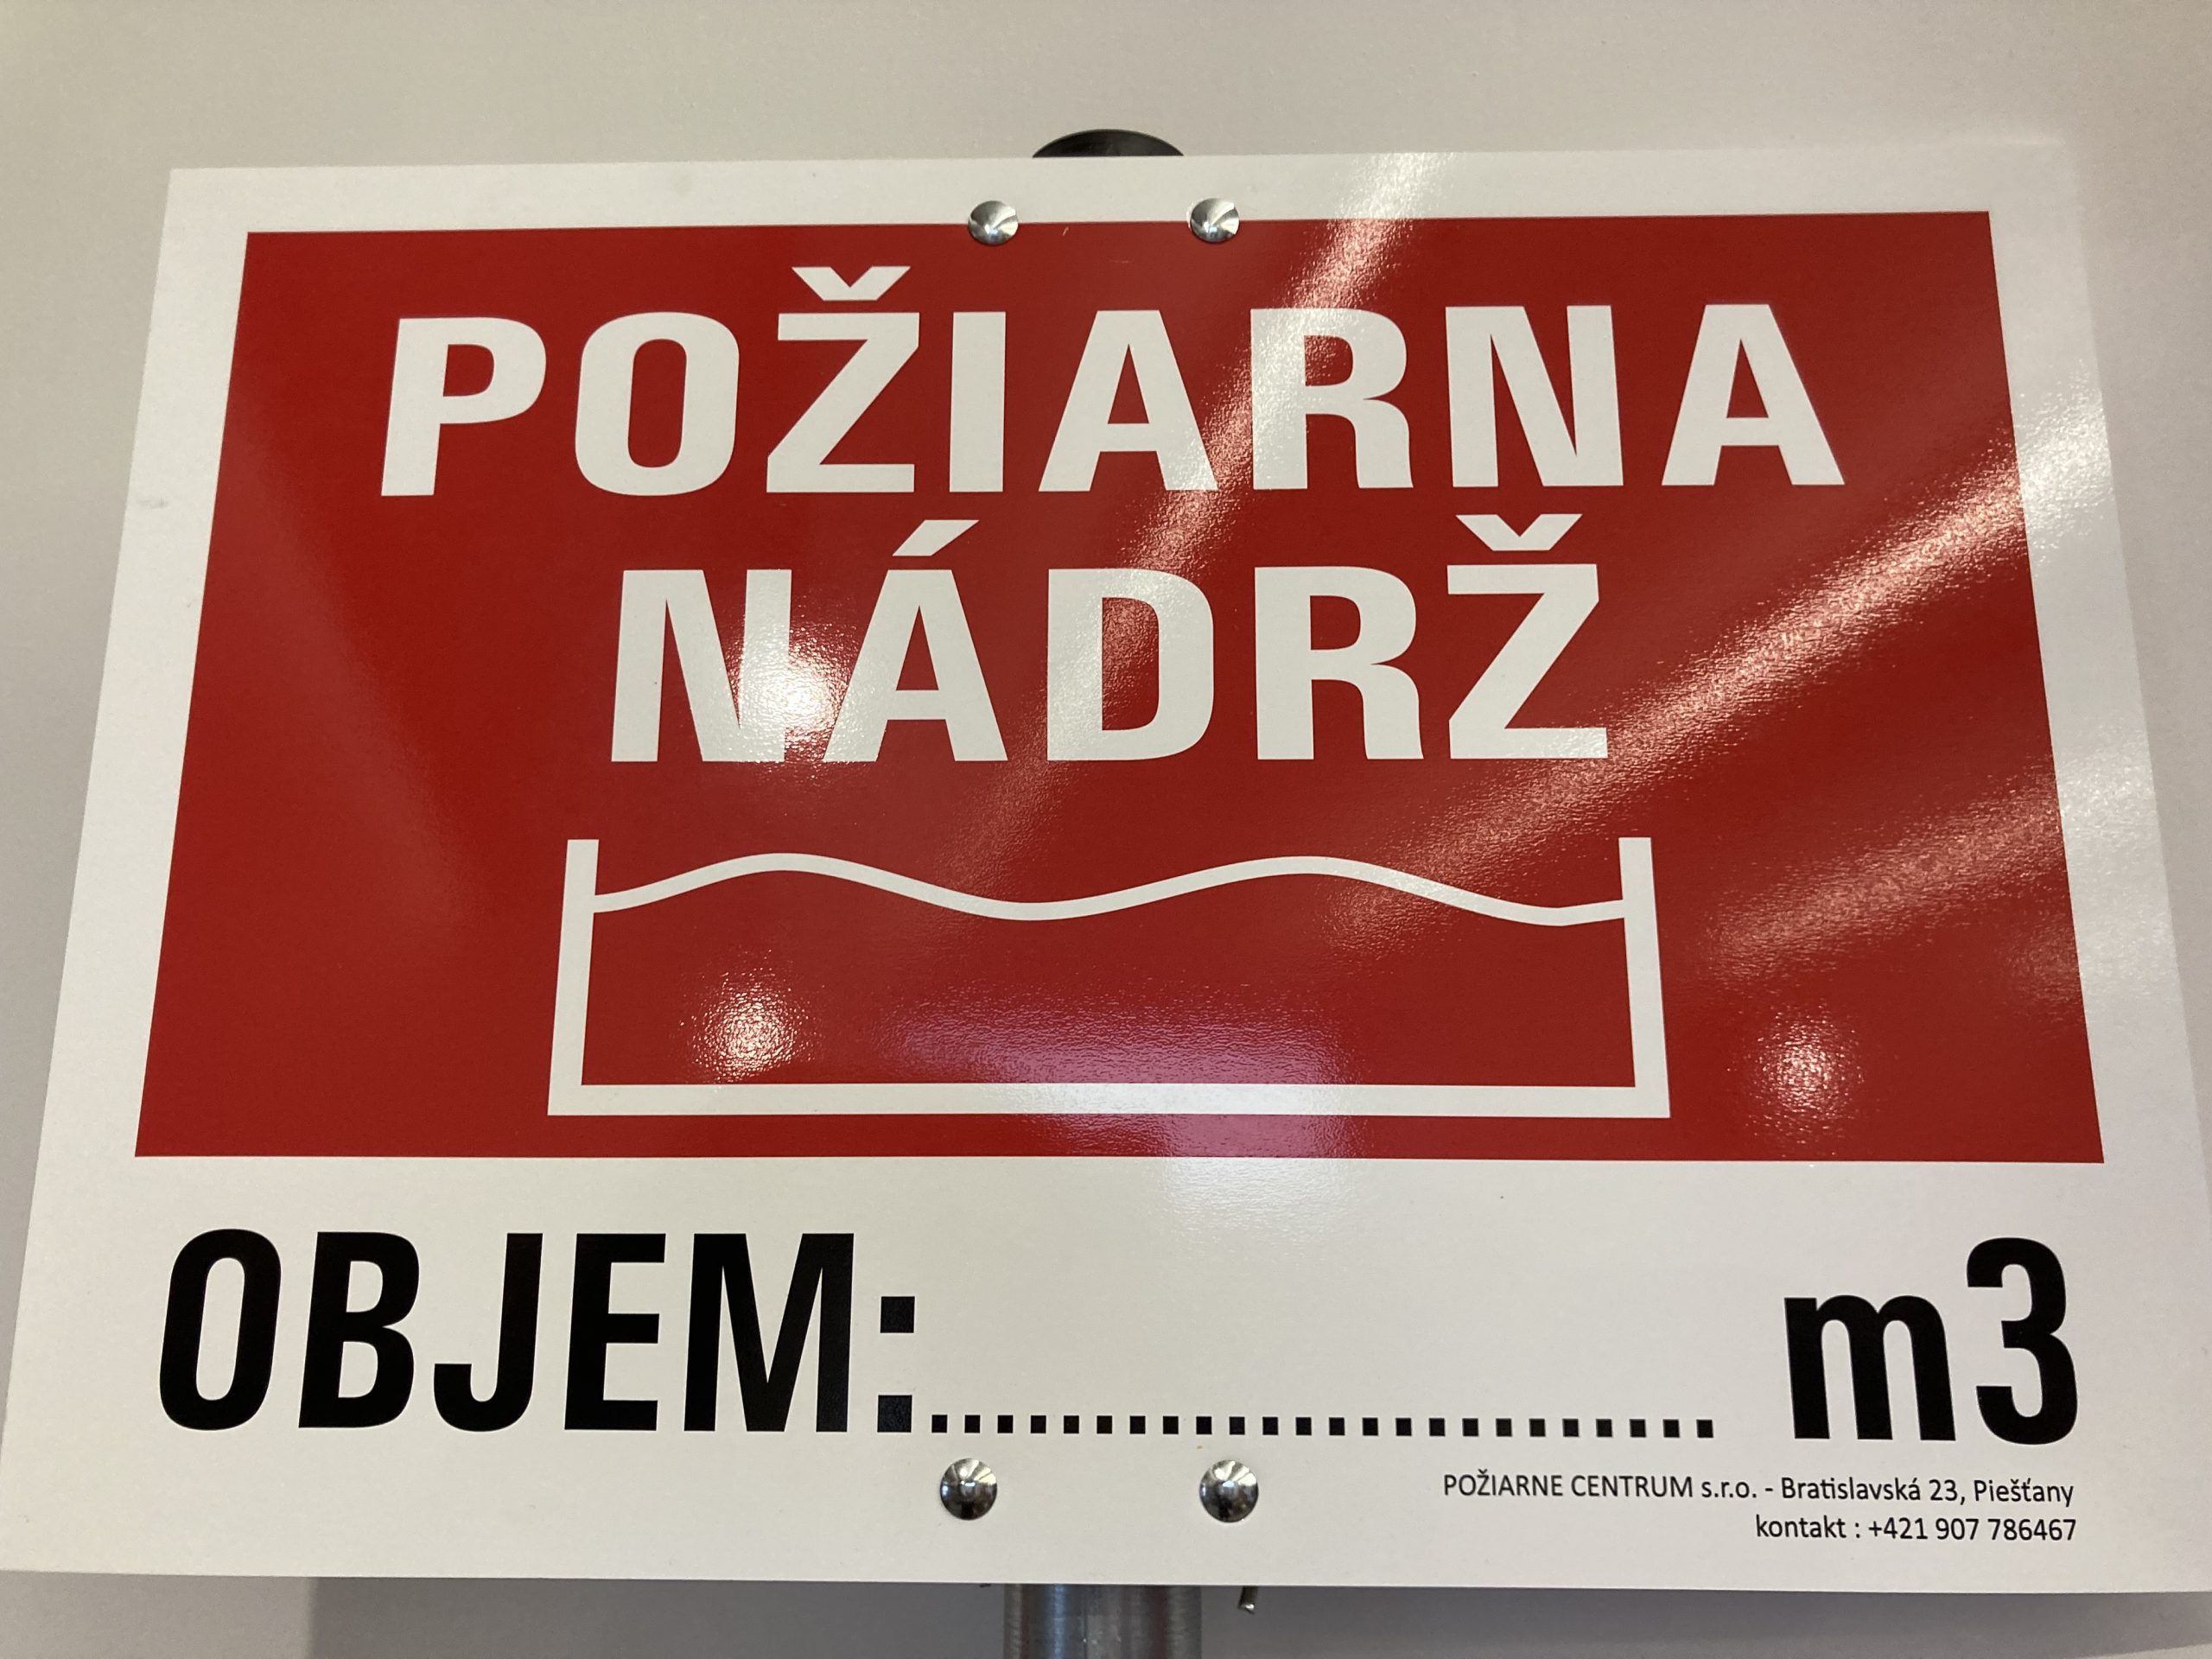 POŽIARNA
NÁDRŽ
OBJEM:........................ m3
POŽIARNE CENTRUM s.r.o. - Bratislavská 23, Piešťany
kontakt : +421 907 786467